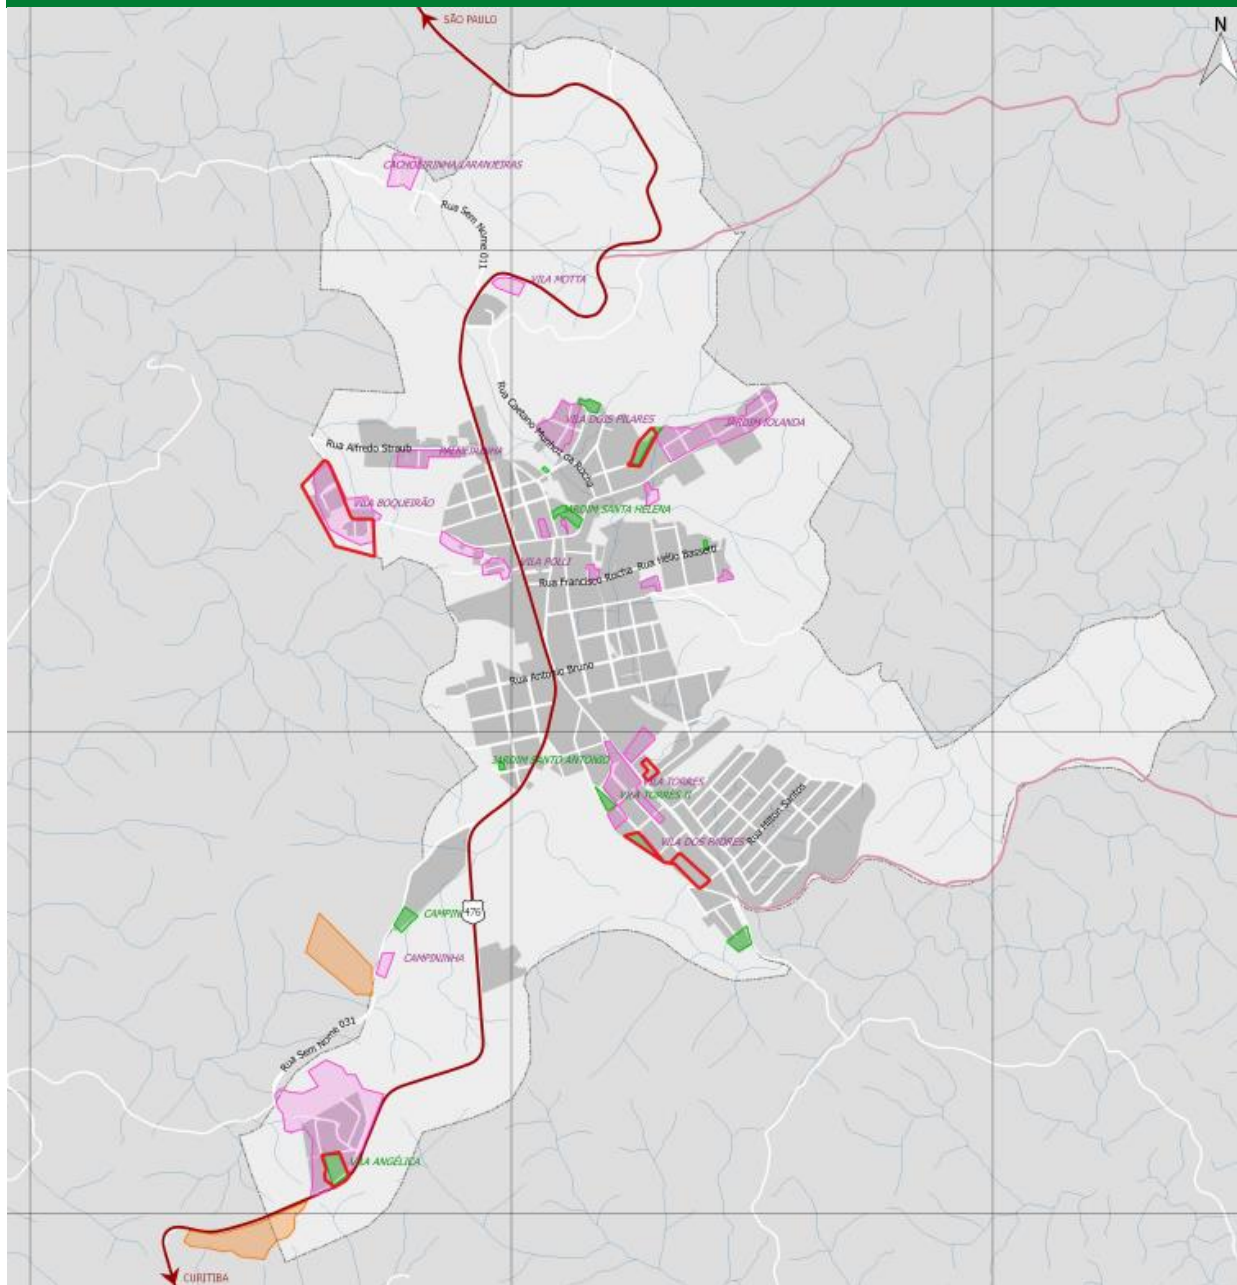 SÃO PAULO
N
CACHOEIRINHA/LARANJEIRAS
Rua Sem Nome 011
VILA MOTTA
Rua Caetano Munhoz da Rocha
VILA DOIS PILARES
JARDIM IOLANDA
Rua Alfredo Straub
PALMEIRINHA
VILA BOQUEIRÃO
JARDIM SANTA HELENA
VILA POLLI
Rua Francisco Rocha
Rua Hélio Bassetti
Rua Antonio Bruno
JARDIM SANTO ANTONIO
VILA TORRES
VILA TORRES II
Rua Hilton Santos
VILA DOS PADRES
476
CAMPININHA
Rua Sem Nome 031
VILA ANGÉLICA
CURITIBA